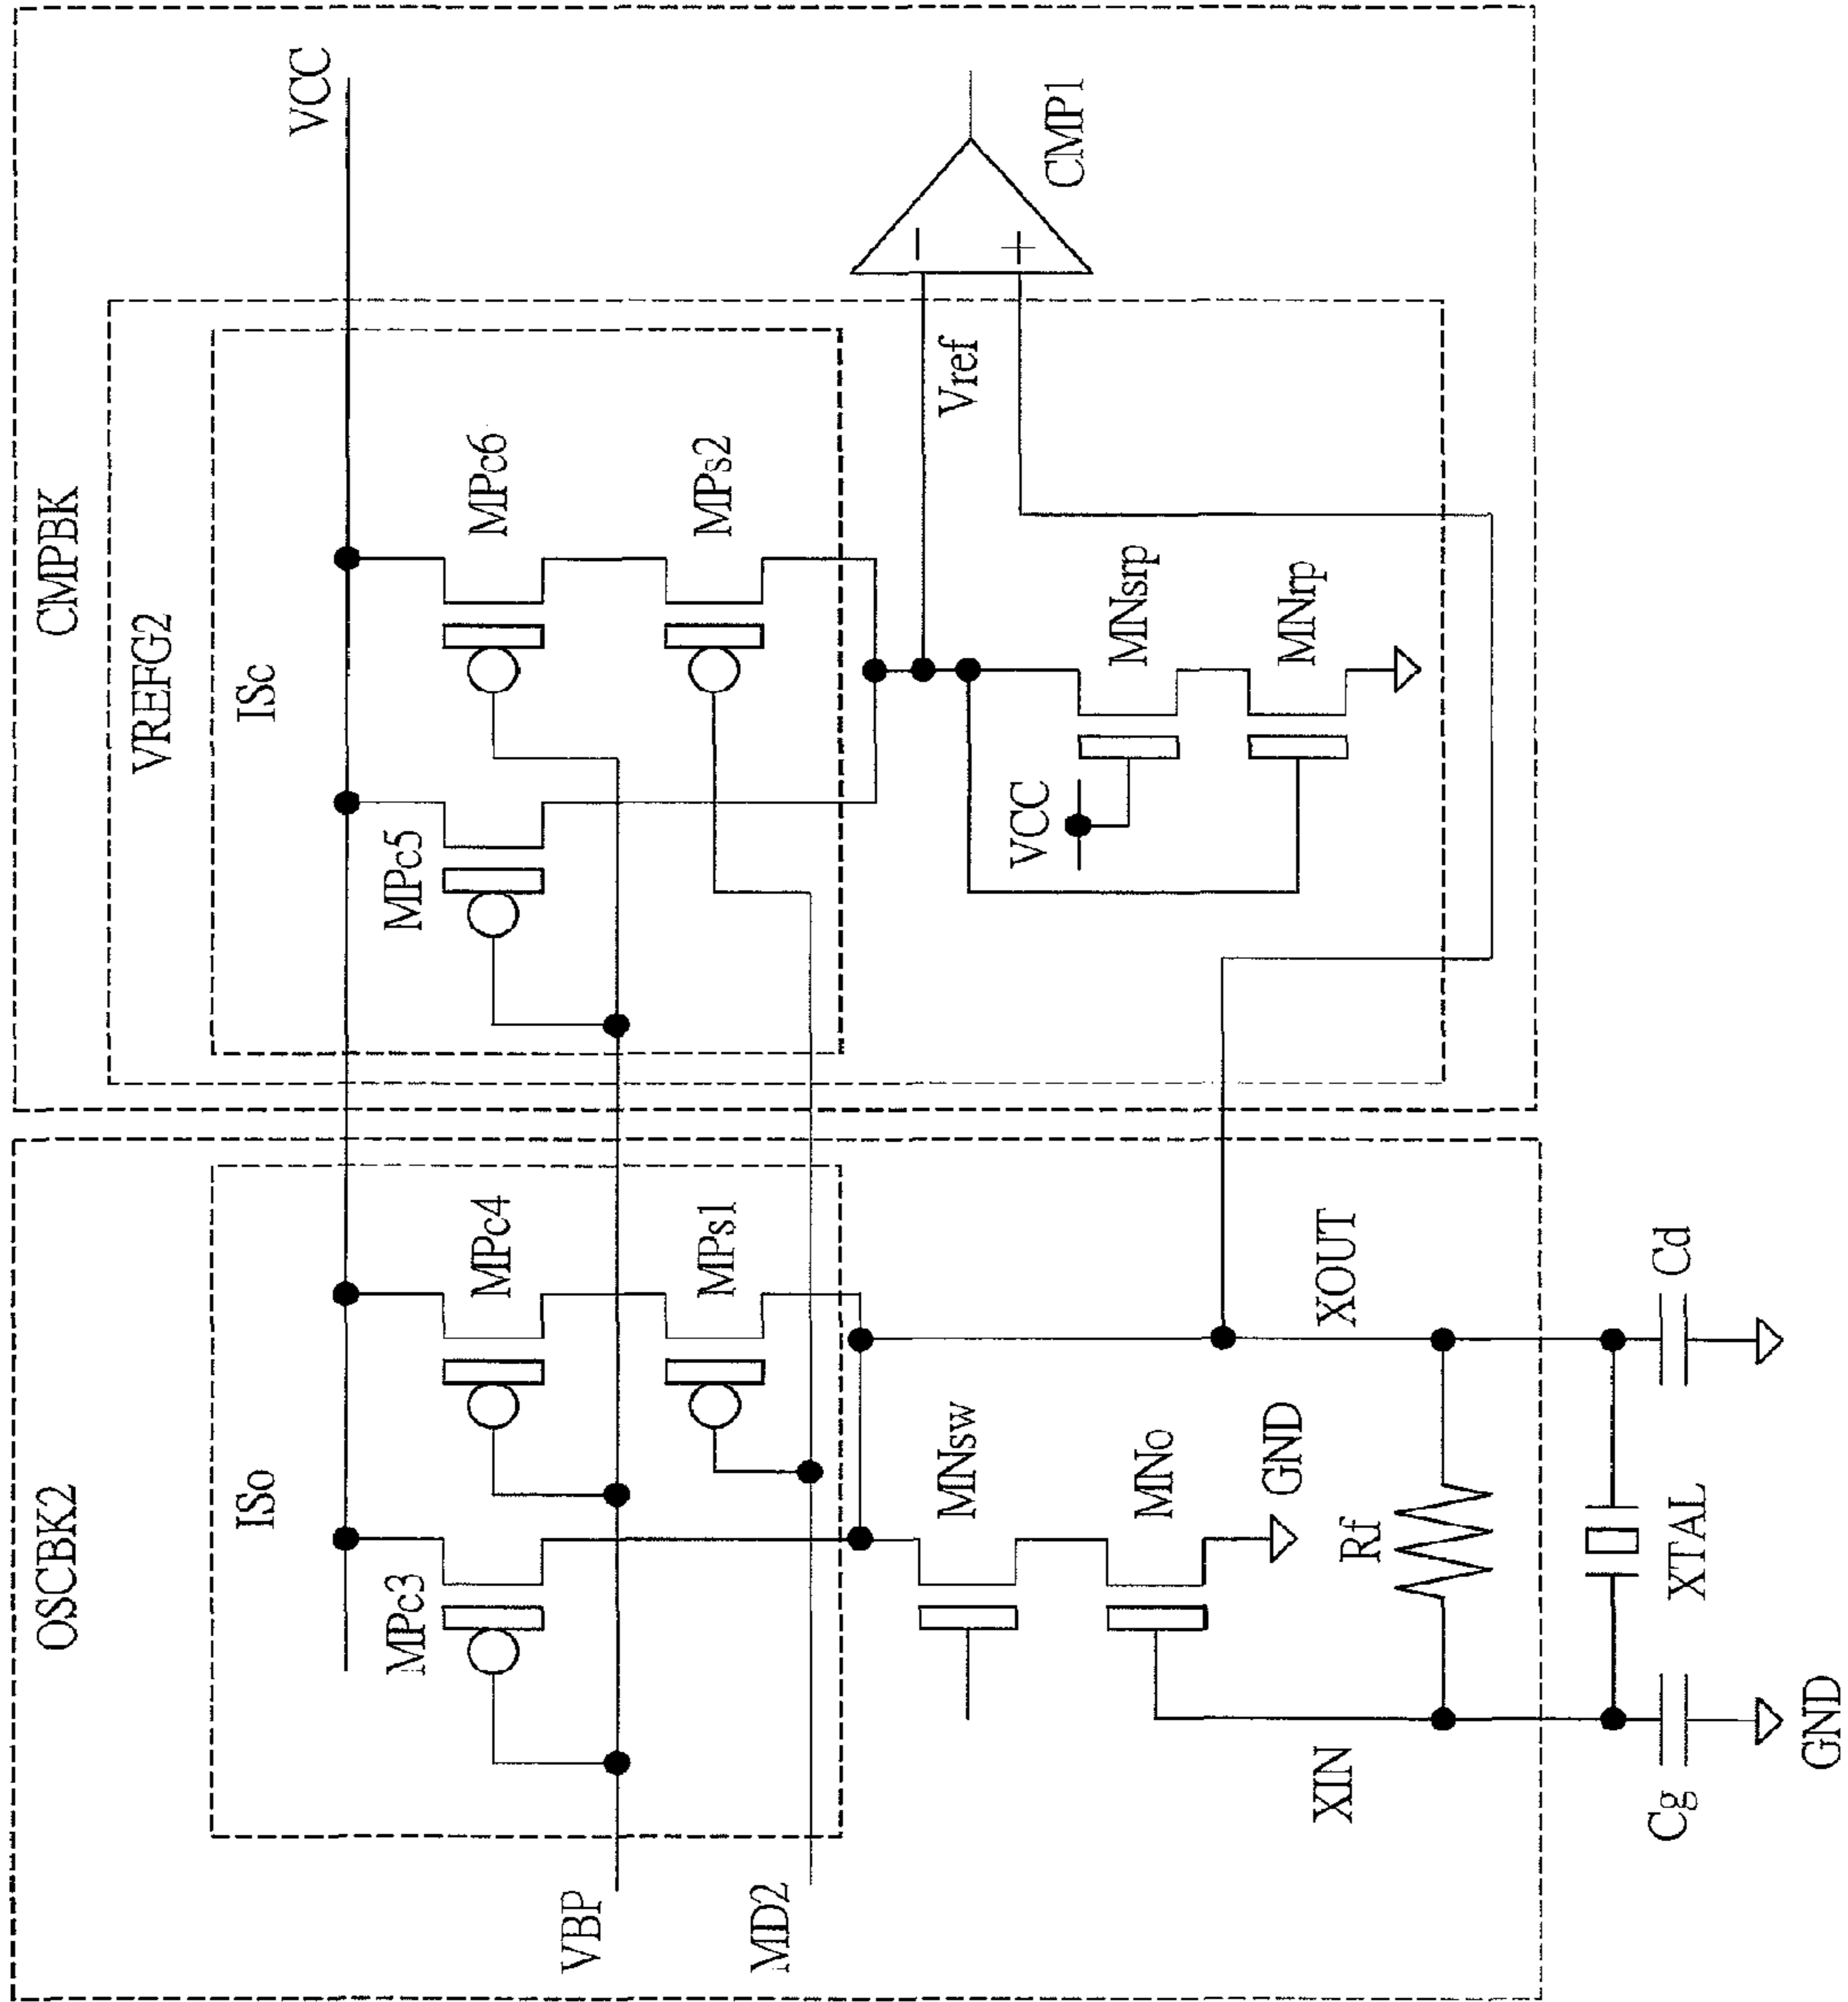 OSCBK2
CMPBK
VREFG2
ISo
ISc
VCC
MPc3
MPc4
MPc5
MPc6
VBP
MPs1
MPs2
MD2
Vref
MNsw
−
+
CMP1
VCC
MNsrp
MNo
GND
MNrp
XIN
Rf
XOUT
XTAL
Cg
Cd
GND